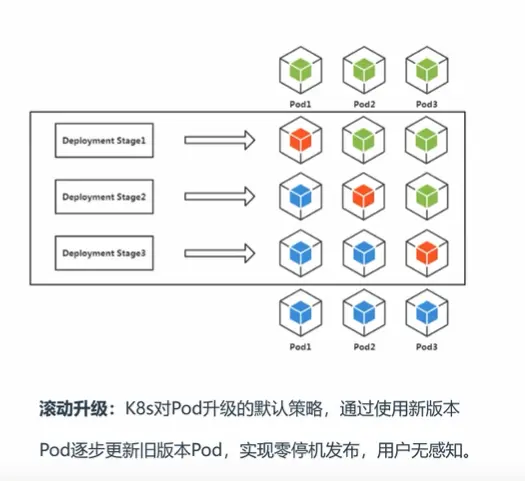 Pod1 Pod2 Pod3
Deployment Stage1
Deployment Stage2
Deployment Stage3
Pod1 Pod2 Pod3
滚动升级：K8s对Pod升级的默认策略，通过使用新版本
Pod逐步更新旧版本Pod，实现零停机发布，用户无感知。